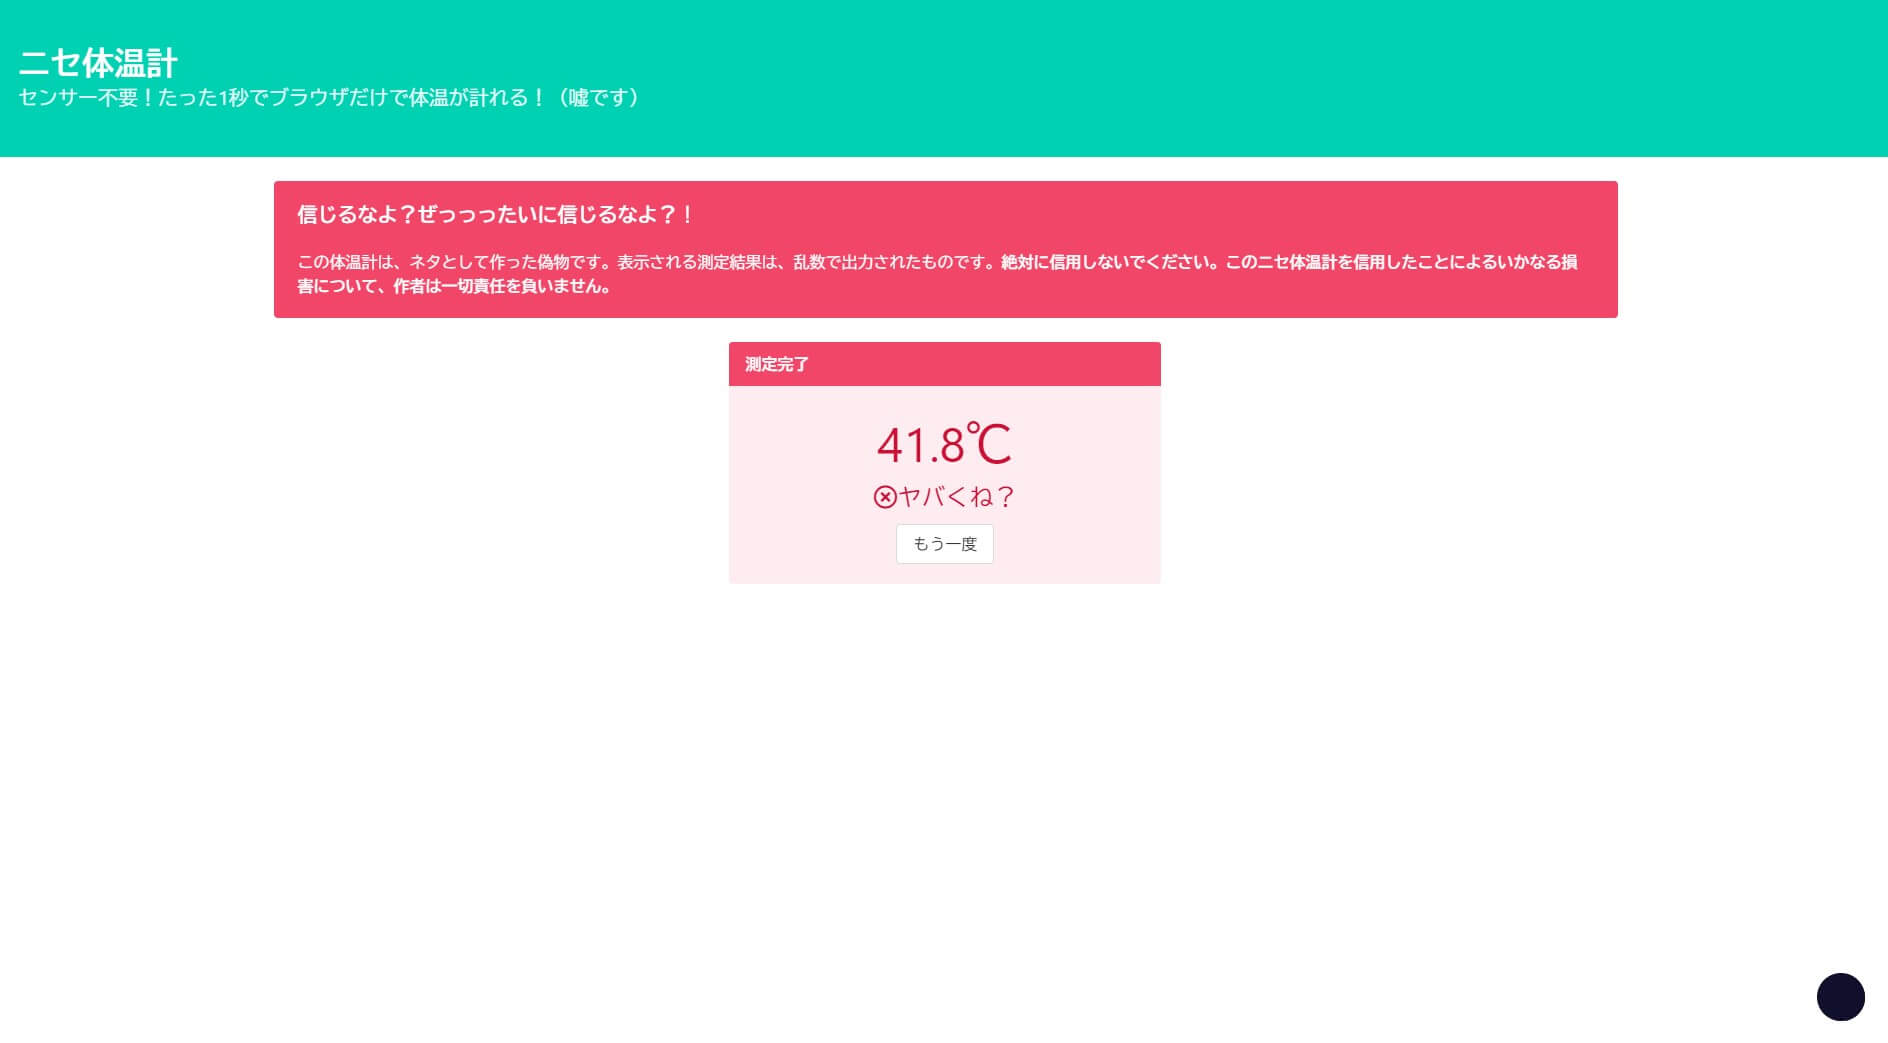 ニセ体温計
センサー不要！たった1秒でブラウザだけで体温が計れる！（嘘です）
信じるなよ？ぜっっったいに信じるなよ？！
この体温計は、ネタとして作った偽物です。表示される測定結果は、乱数で出力されたものです。絶対に信用しないでください。このニセ体温計を信用したことによるいかなる損
害について、作者は一切責任を負いません。
測定完了
41.8℃
ヤバくね？
もう一度